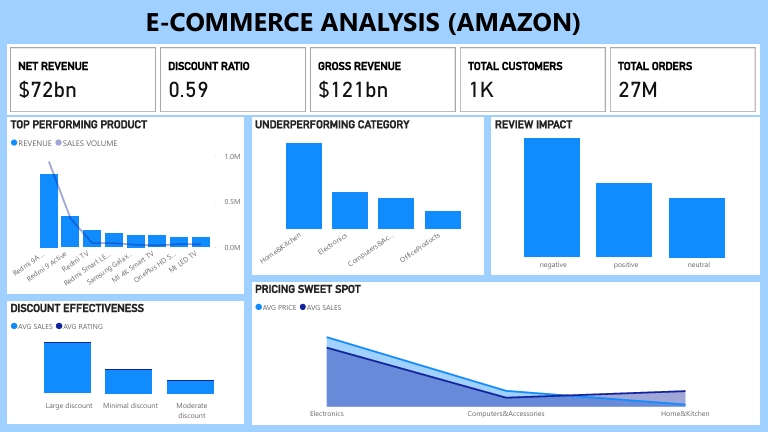 E-COMMERCE ANALYSIS (AMAZON)
NET REVENUE
$72bn
DISCOUNT RATIO
0.59
GROSS REVENUE
$121bn
TOTAL CUSTOMERS
1K
TOTAL ORDERS
27M
TOP PERFORMING PRODUCT
REVENUE SALES VOLUME
1.0M
0.5M
0.0M
Redmi 9A...
Redmi 9 Active
Redmi TV
Redmi Smart LE...
Samsung Galax...
MI 4K Smart TV
OnePlus HD S...
MI LED TV
UNDERPERFORMING CATEGORY
Home&Kitchen
Electronics
Computers&Ac...
OfficeProducts
REVIEW IMPACT
negative
positive
neutral
DISCOUNT EFFECTIVENESS
AVG SALES AVG RATING
Large discount
Minimal discount
Moderate
discount
PRICING SWEET SPOT
AVG PRICE AVG SALES
Electronics
Computers&Accessories
Home&Kitchen